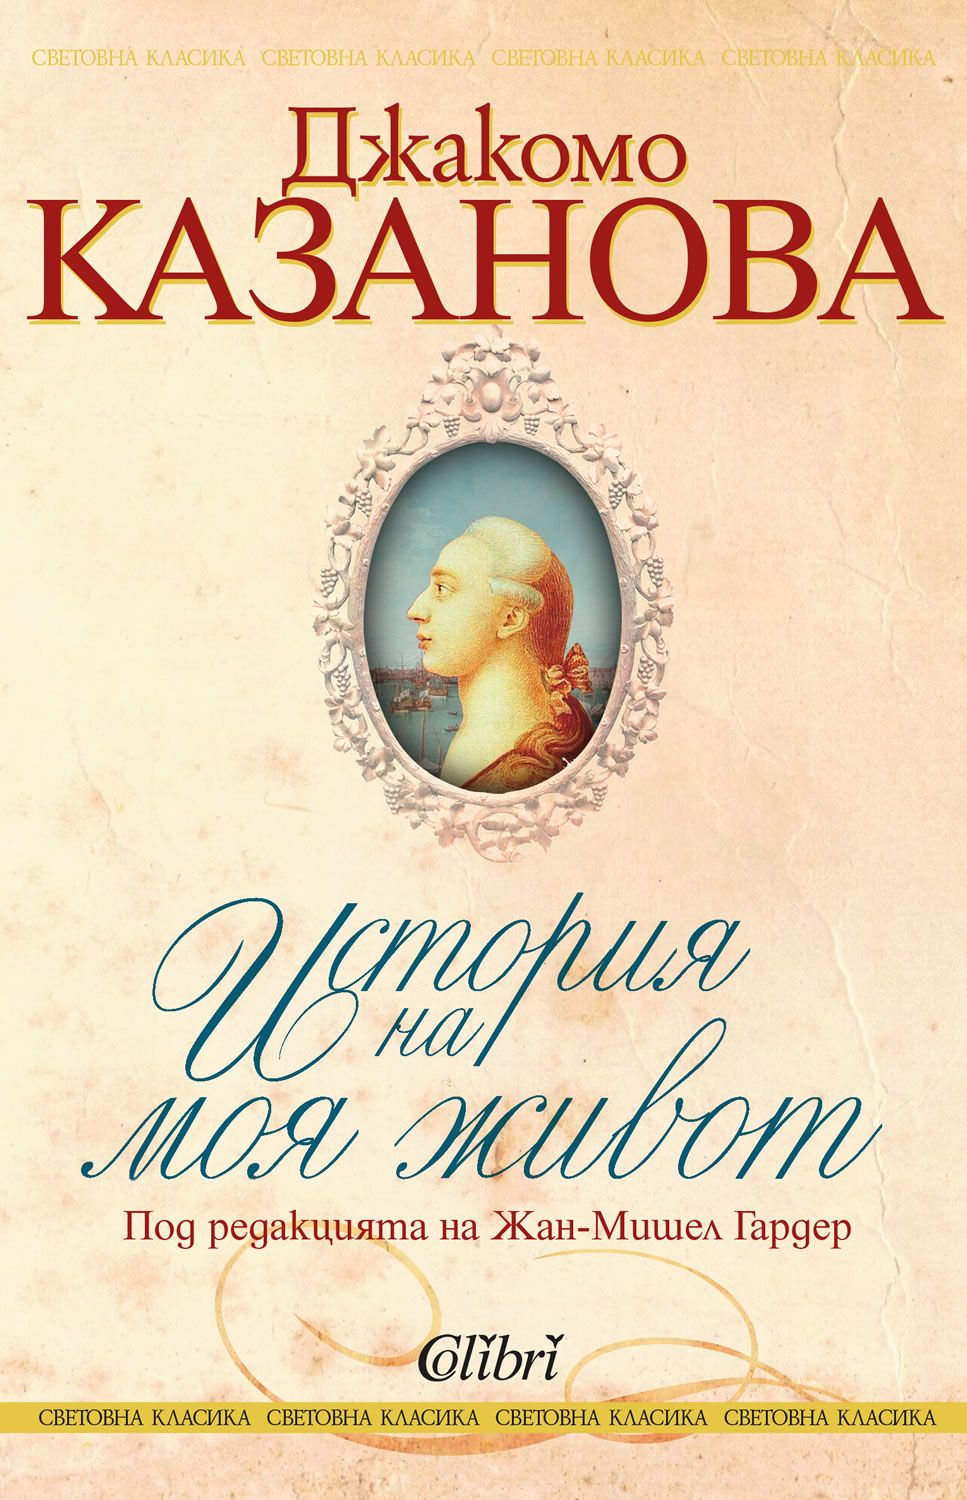 СВЕТОВНА КЛАСИКА СВЕТОВНА КЛАСИКА СВЕТОВНА КЛАСИКА СВЕТОВНА КЛАСИКА
Джакомо
КАЗАНОВА
История
на
моя живот
Под редакцията на Жан-Мишел Гардер
Colibri
СВЕТОВНА КЛАСИКА СВЕТОВНА КЛАСИКА СВЕТОВНА КЛАСИКА СВЕТОВНА КЛАСИКА